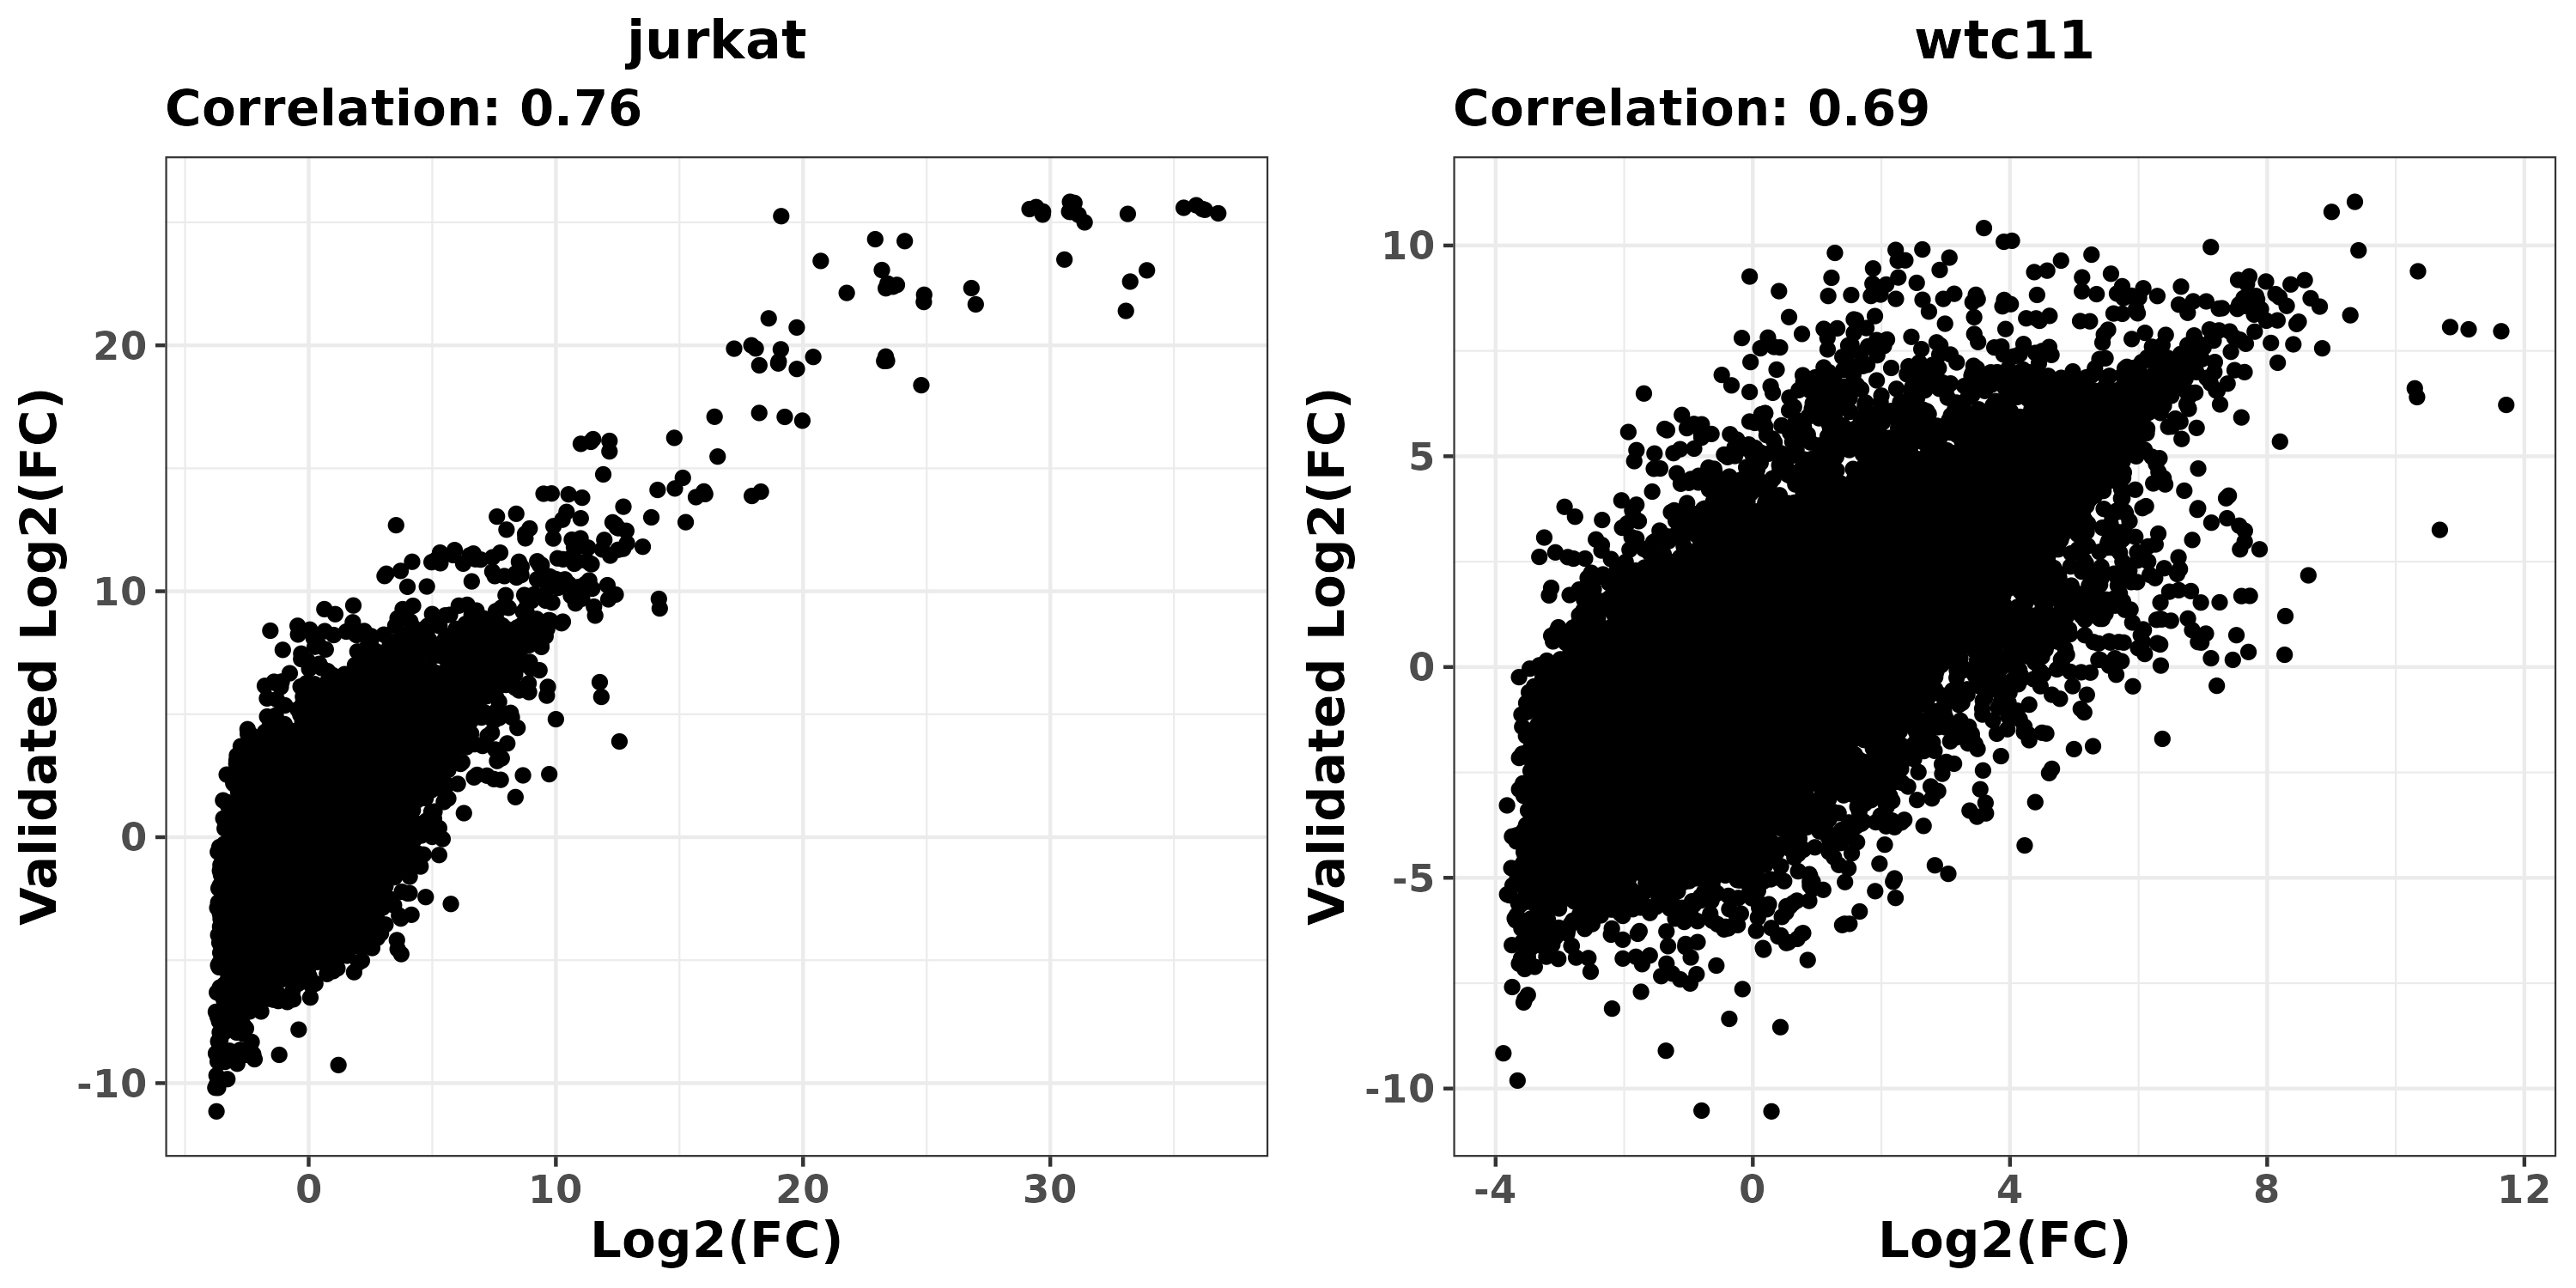 jurkat
Correlation: 0.76
Validated Log2(FC)
20
10
0
-10
0 10 20 30
Log2(FC)
wtc11
Correlation: 0.69
Validated Log2(FC)
10
5
0
-5
-10
-4 0 4 8 12
Log2(FC)